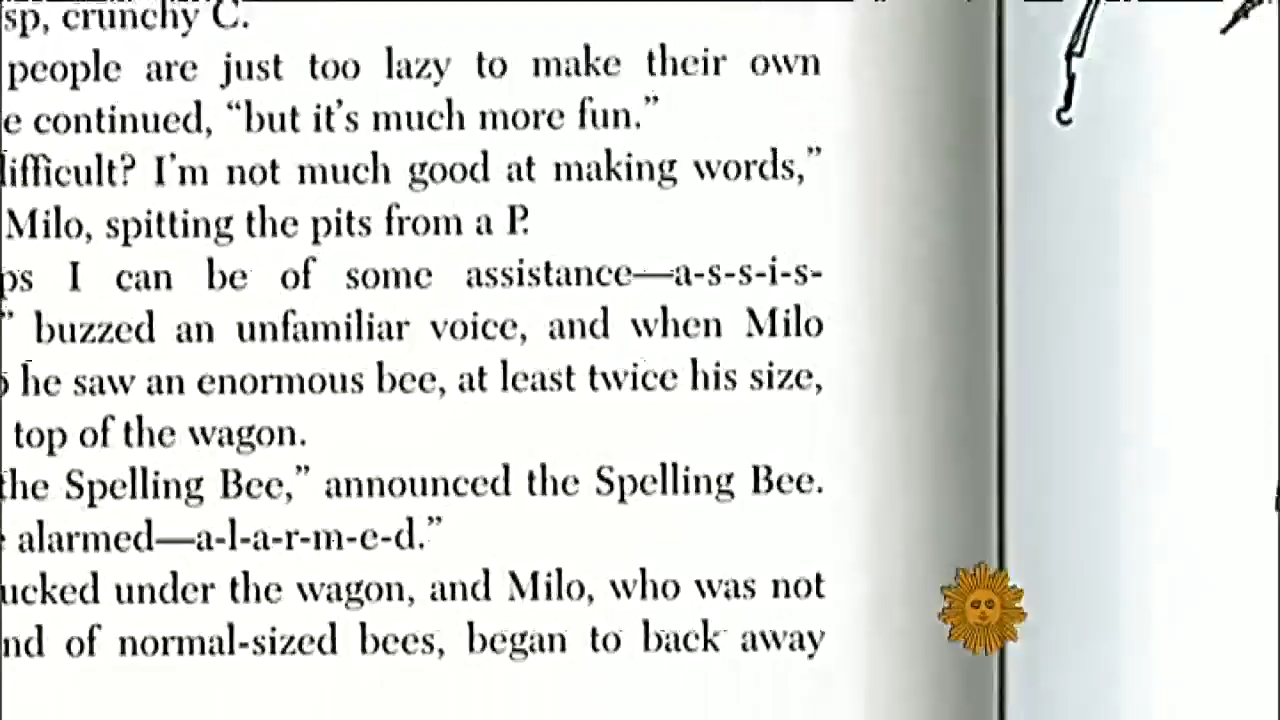 sp, crunchy C.
people are just too lazy to make their own
e continued, “but it’s much more fun.”
ifficult? I’m not much good at making words,”
Milo, spitting the pits from a P.
ps I can be of some assistance—a-s-s-i-s-
” buzzed an unfamiliar voice, and when Milo
he saw an enormous bee, at least twice his size,
top of the wagon.
the Spelling Bee,” announced the Spelling Bee.
alarmed—a-l-a-r-m-e-d.”
ucked under the wagon, and Milo, who was not
nd of normal-sized bees, began to back away